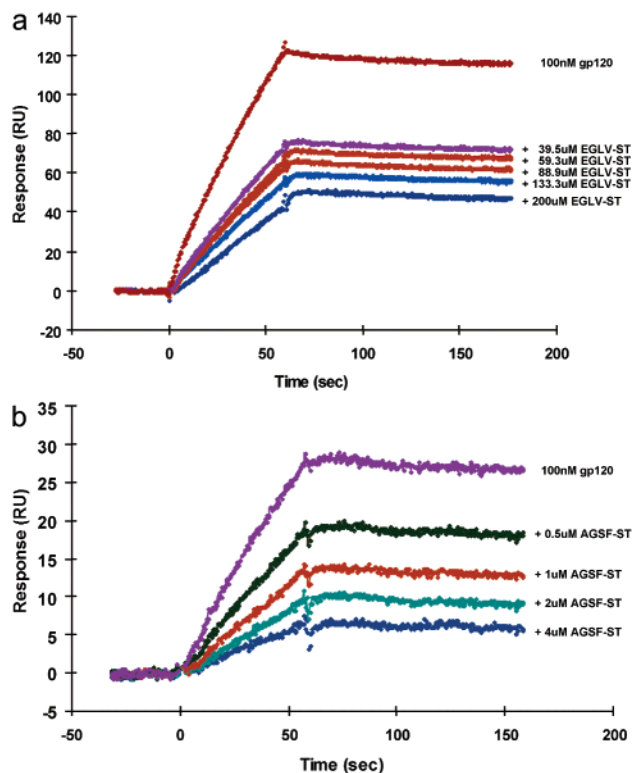 a
140
120
100
80
60
40
20
0
-20
Response (RU)
-50 0 50 100 150 200
Time (sec)
100nM gp120
+ 39.5uM EGLV-ST
+ 59.3uM EGLV-ST
+ 88.9uM EGLV-ST
+ 133.3uM EGLV-ST
+ 200uM EGLV-ST
b
35
30
25
20
15
10
5
0
-5
Response (RU)
-50 0 50 100 150 200
Time (sec)
100nM gp120
+ 0.5uM AGSF-ST
+ 1uM AGSF-ST
+ 2uM AGSF-ST
+ 4uM AGSF-ST